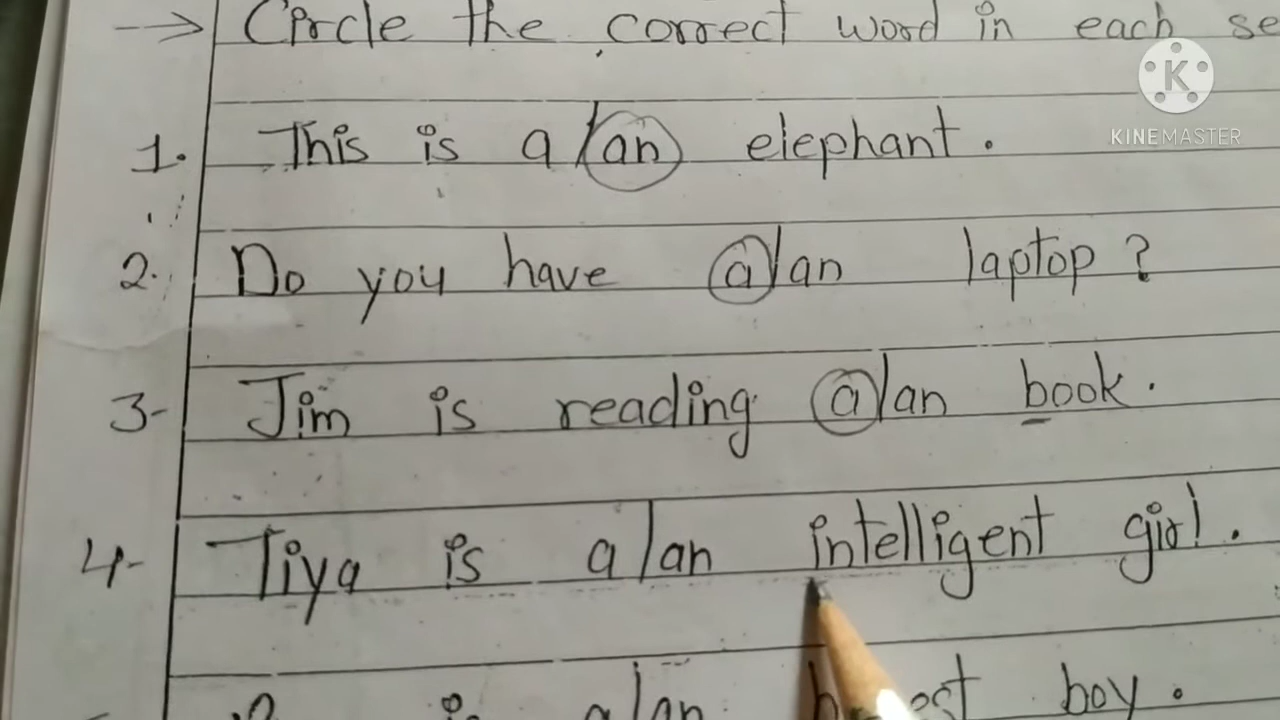 → Circle the correct word in each se
K
KINEMASTER
1. This is a/an elephant.
2. Do you have a/an laptop?
3- Jim is reading a/an book.
4- Tiya is a/an intelligent girl.
is a/an boy.